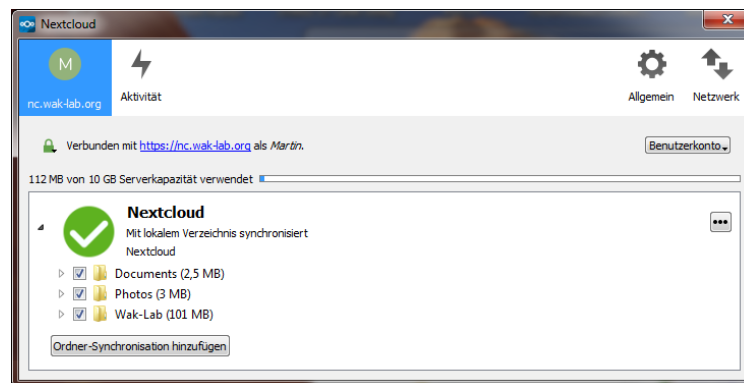 Nextcloud
M
nc.wak-lab.org
Aktivität
Allgemein
Netzwerk
Verbunden mit https://nc.wak-lab.org als Martin.
Benutzerkonto
112 MB von 10 GB Serverkapazität verwendet
Nextcloud
Mit lokalem Verzeichnis synchronisiert
Nextcloud
Documents (2,5 MB)
Photos (3 MB)
Wak-Lab (101 MB)
Ordner-Synchronisation hinzufügen